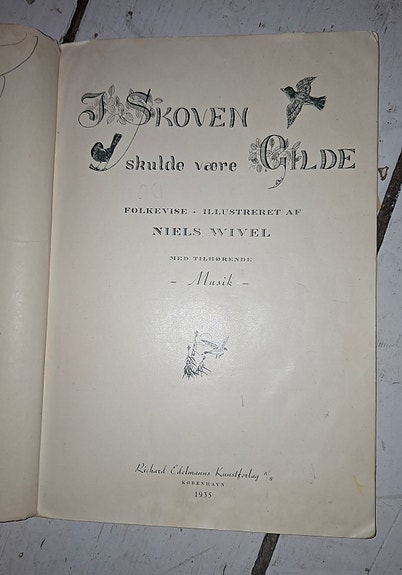 I SKOVEN
skulde være GILDE
FOLKEVISE · ILLUSTRERET AF
NIELS WIVEL
MED TILHØRENDE
– Musik –
Richard Edelmanns Kunstforlag A/S
KØBENHAVN
1935